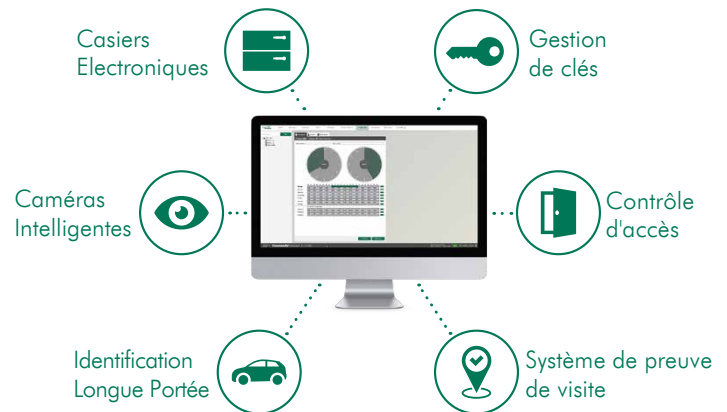 Casiers
Electroniques
Gestion
de clés
Caméras
Intelligentes
Contrôle
d'accès
Identification
Longue Portée
Système de preuve
de visite